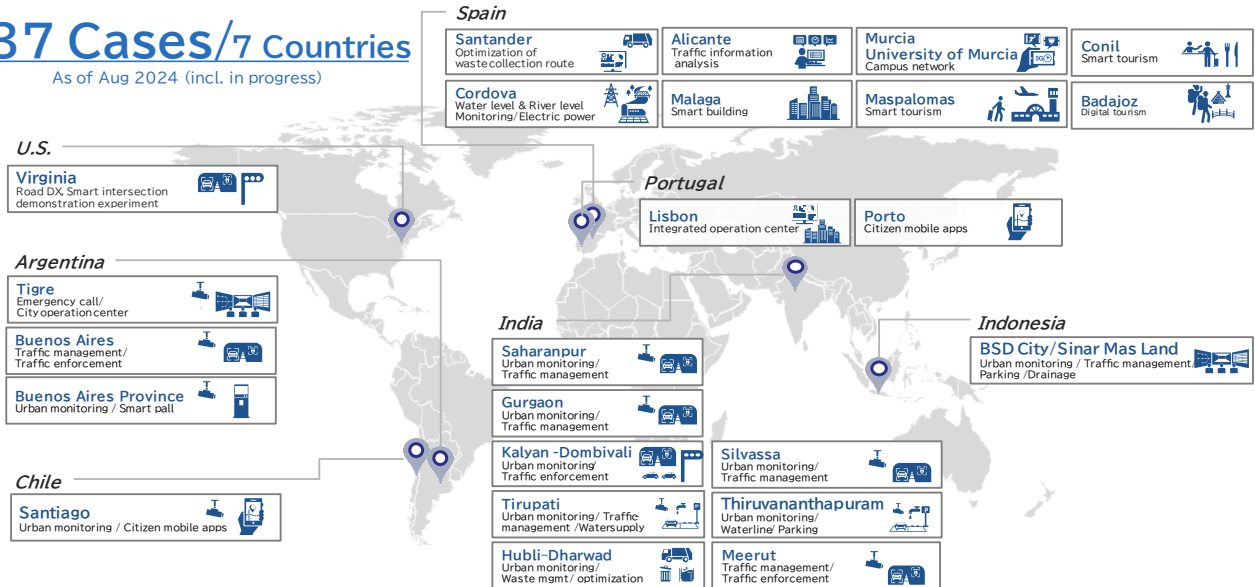 37 Cases/7 Countries
As of Aug 2024 (incl. in progress)
Spain
Santander
Optimization of
waste collection route
Alicante
Traffic information
analysis
Murcia
University of Murcia
Campus network
5G
Conil
Smart tourism
Cordova
Water level & River level
Monitoring/Electric power
Malaga
Smart building
Maspalomas
Smart tourism
Badajoz
Digital tourism
U.S.
Virginia
Road DX, Smart intersection
demonstration experiment
Portugal
Lisbon
Integrated operation center
Porto
Citizen mobile apps
Argentina
Tigre
Emergency call/
City operation center
Buenos Aires
Traffic management/
Traffic enforcement
Buenos Aires Province
Urban monitoring / Smart pall
Chile
Santiago
Urban monitoring / Citizen mobile apps
India
Saharanpur
Urban monitoring/
Traffic management
Gurgaon
Urban monitoring/
Traffic management
Kalyan -Dombivali
Urban monitoring/
Traffic enforcement
Silvassa
Urban monitoring/
Traffic management
Tirupati
Urban monitoring/ Traffic-
management /Watersupply
Thiruvananthapuram
Urban monitoring/
Waterline/ Parking
Hubli-Dharwad
Urban monitoring/
Waste mgmt/ optimization
Meerut
Traffic management/
Traffic enforcement
Indonesia
BSD City/Sinar Mas Land
Urban monitoring / Traffic management/
Parking /Drainage